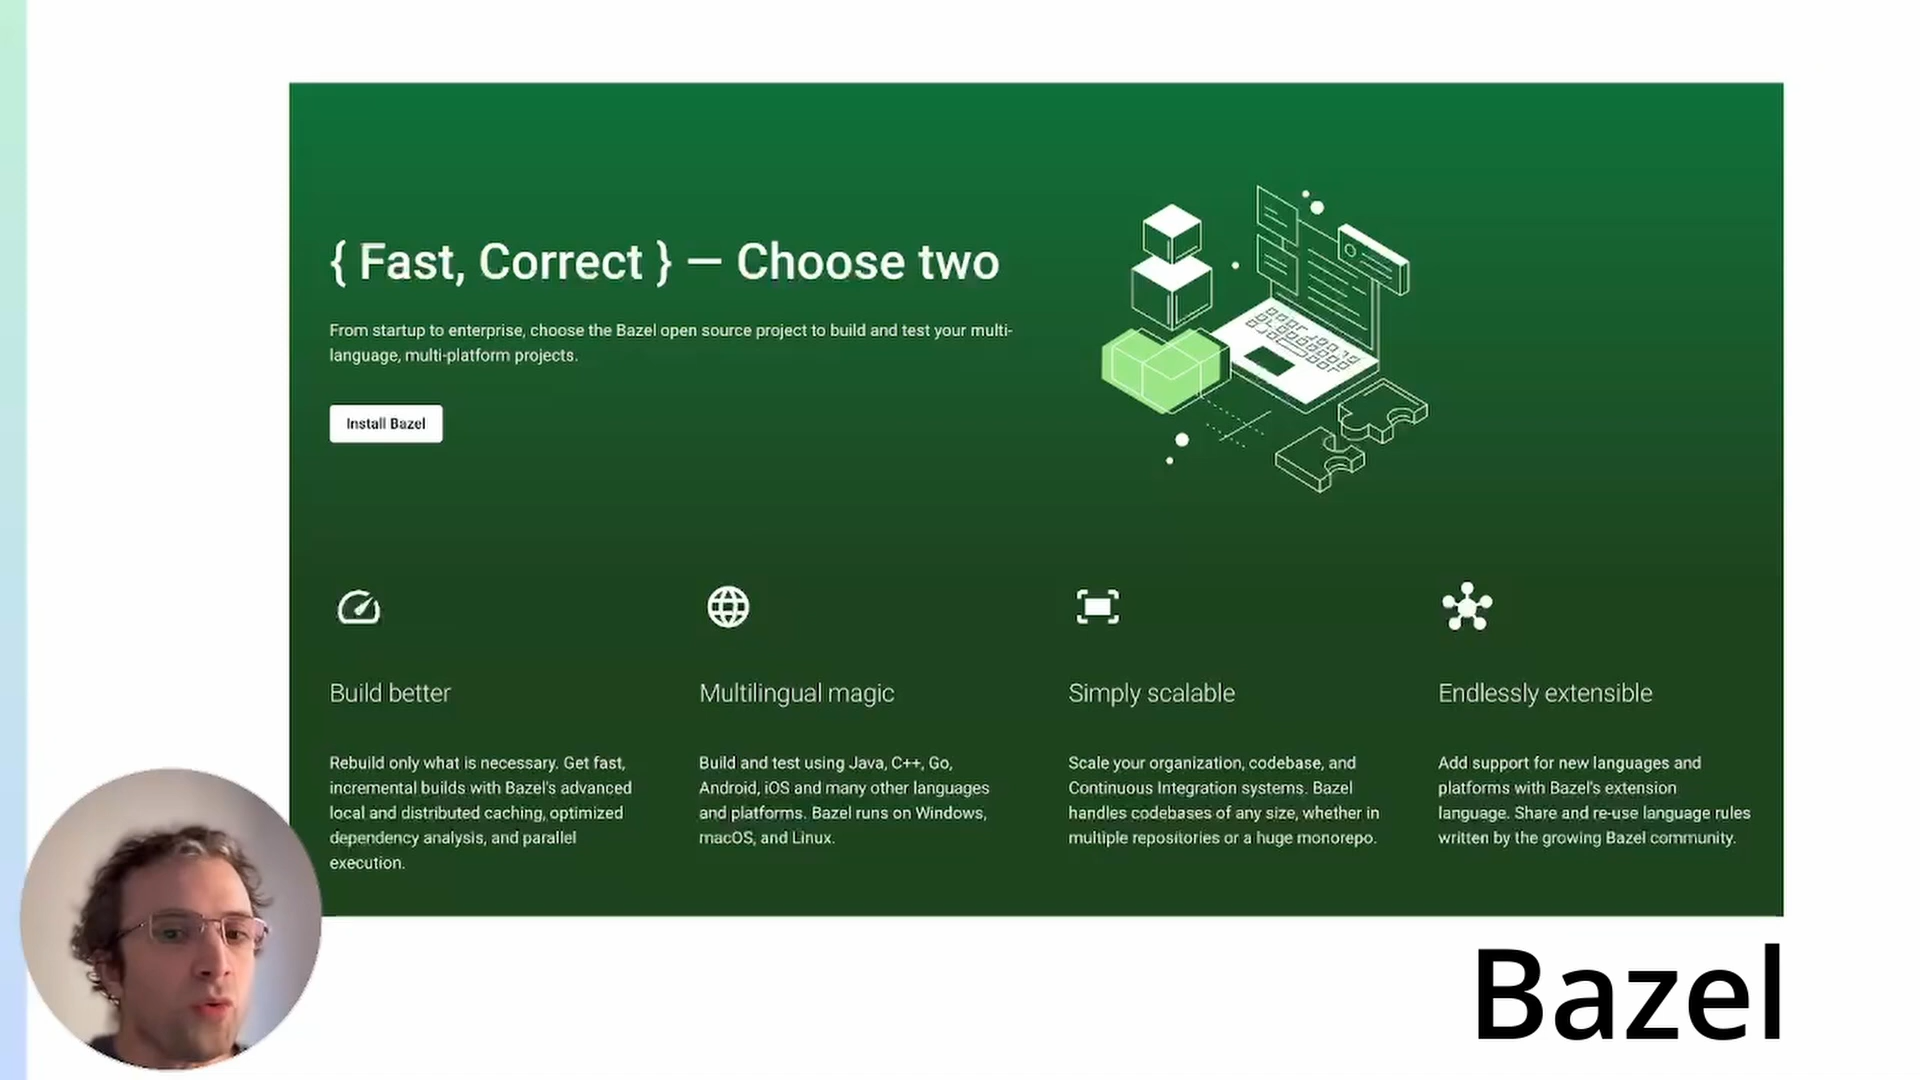 { Fast, Correct } — Choose two
From startup to enterprise, choose the Bazel open source project to build and test your multi-
language, multi-platform projects.
Install Bazel
Build better
Rebuild only what is necessary. Get fast,
incremental builds with Bazel's advanced
local and distributed caching, optimized
dependency analysis, and parallel
execution.
Multilingual magic
Build and test using Java, C++, Go,
Android, iOS and many other languages
and platforms. Bazel runs on Windows,
macOS, and Linux.
Simply scalable
Scale your organization, codebase, and
Continuous Integration systems. Bazel
handles codebases of any size, whether in
multiple repositories or a huge monorepo.
Endlessly extensible
Add support for new languages and
platforms with Bazel's extension
language. Share and re-use language rules
written by the growing Bazel community.
Bazel